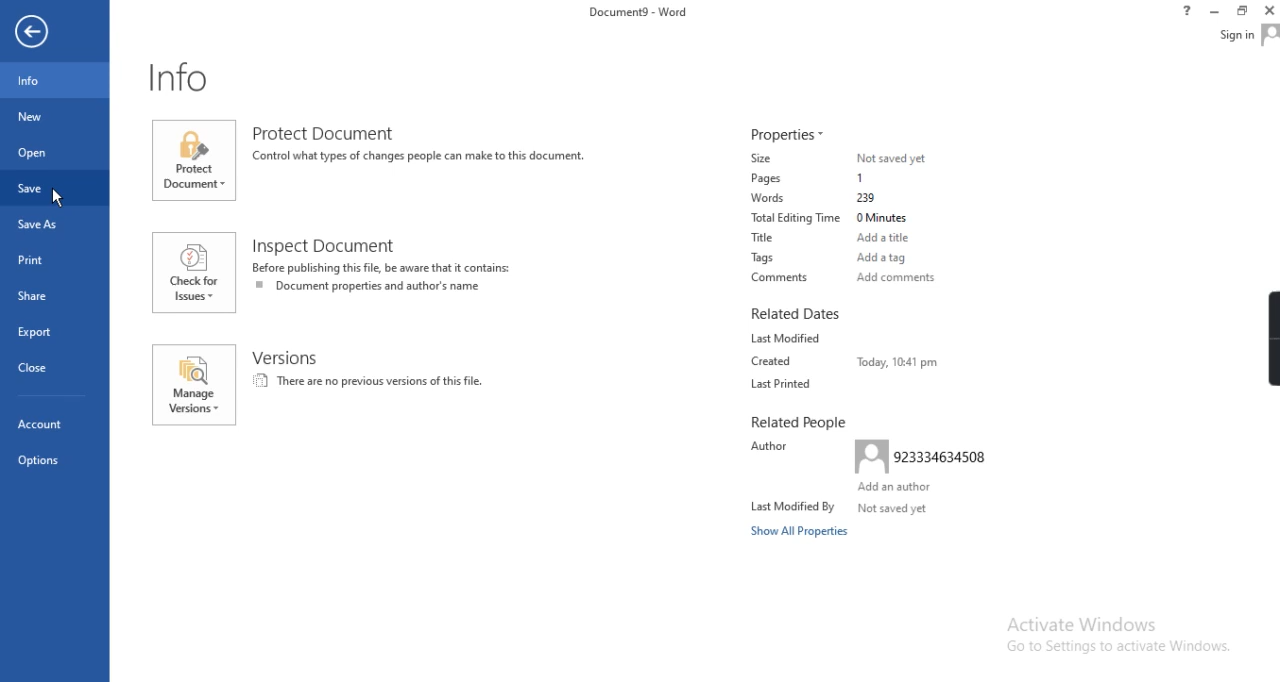 Document9 - Word
?
Sign in
Info
New
Open
Save
Save As
Print
Share
Export
Close
Account
Options
Info
Protect Document
Protect Document
Control what types of changes people can make to this document.
Check for Issues
Inspect Document
Before publishing this file, be aware that it contains:
Document properties and author's name
Manage Versions
Versions
There are no previous versions of this file.
Properties
Size Not saved yet
Pages 1
Words 239
Total Editing Time 0 Minutes
Title Add a title
Tags Add a tag
Comments Add comments
Related Dates
Last Modified
Created Today, 10:41 pm
Last Printed
Related People
Author 923334634508
Add an author
Last Modified By Not saved yet
Show All Properties
Activate Windows
Go to Settings to activate Windows.